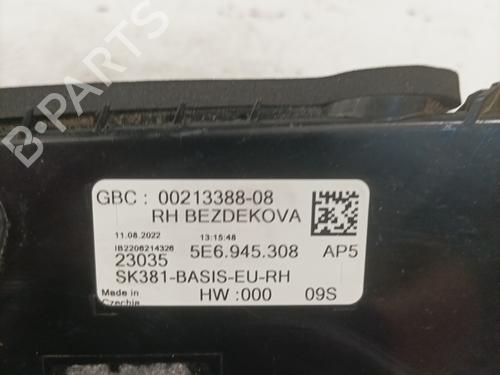 B-PARTS
GBC : 00213388-08
RH BEZDEKOVA
11.08.2022 13:15:48
IB2206214326
23035 5E6.945.308 AP5
SK381-BASIS-EU-RH
Made in
Czechia
HW :000 09S